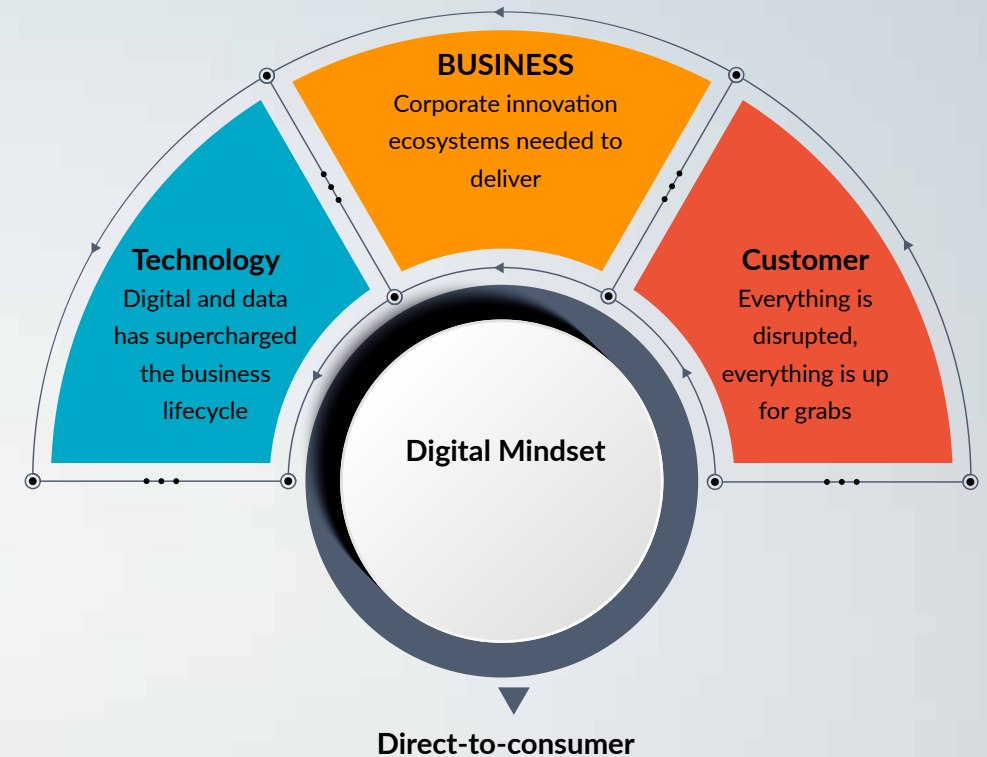 BUSINESS
Corporate innovation
ecosystems needed to
deliver
Technology
Digital and data
has supercharged
the business
lifecycle
Customer
Everything is
disrupted,
everything is up
for grabs
Digital Mindset
Direct-to-consumer